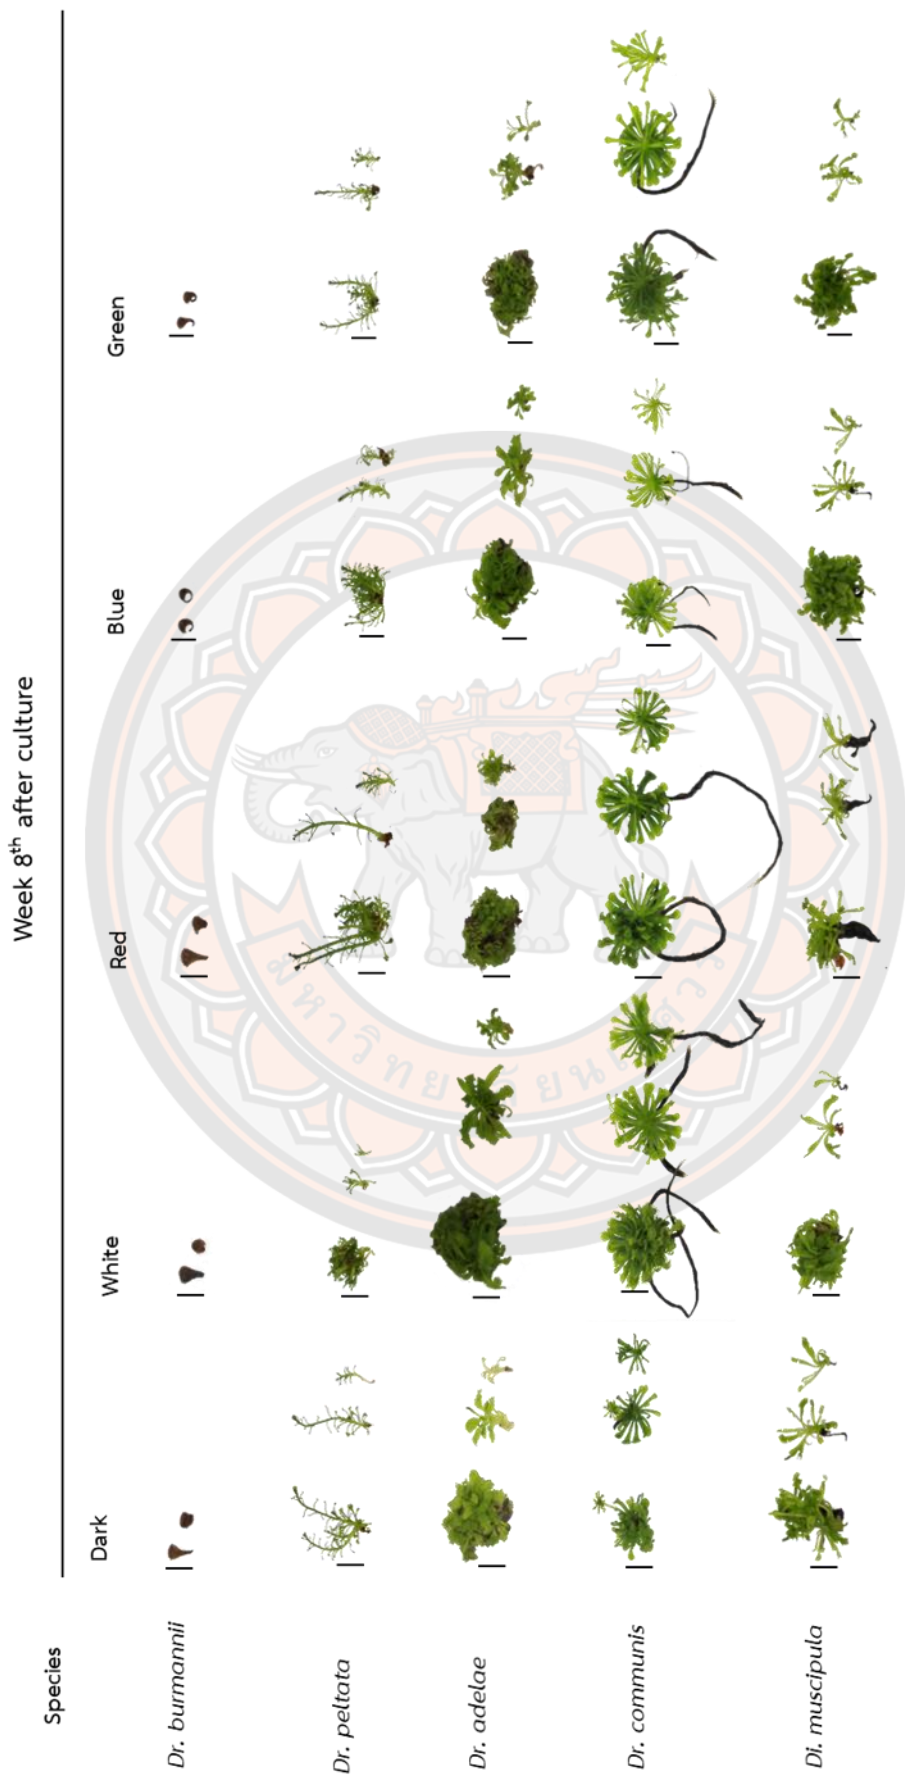 Week 8th after culture
Species
Dark
White
Red
Blue
Green
Dr. burmannii
Dr. peltata
Dr. adelae
Dr. communis
Di. muscipula